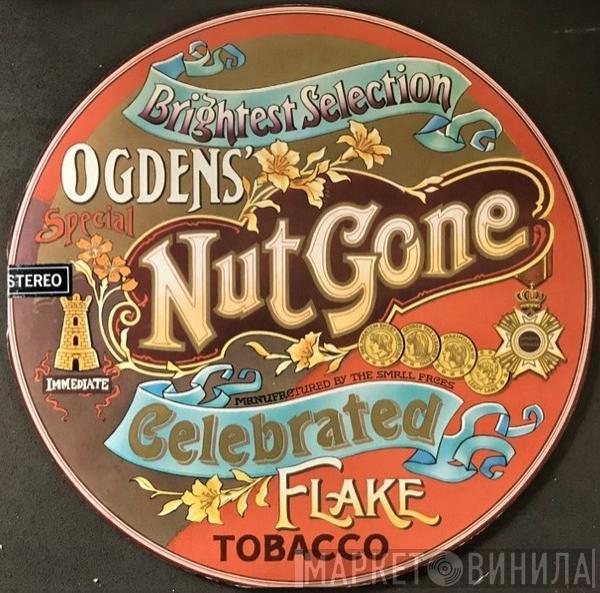 Brightest Selection
OGDENS'
Special
Nut Gone
STEREO
IMMEDIATE
MANUFACTURED BY THE SMALL FACES
Celebrated
FLAKE
TOBACCO
МАРКЕТ ВИНИЛА